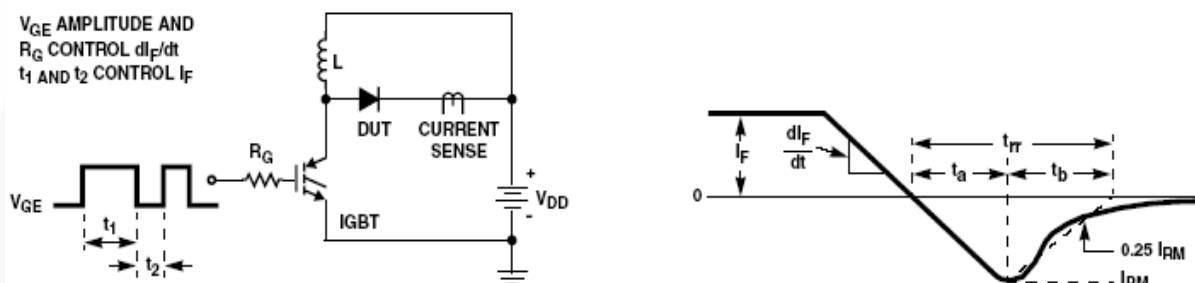 VGE AMPLITUDE AND
RG CONTROL dIF/dt
t1 AND t2 CONTROL IF
L
DUT
CURRENT
SENSE
RG
VGE
t1
t2
IGBT
+
VDD
-
IF
dIF
dt
trr
ta
tb
0
0.25 IRM
IRM